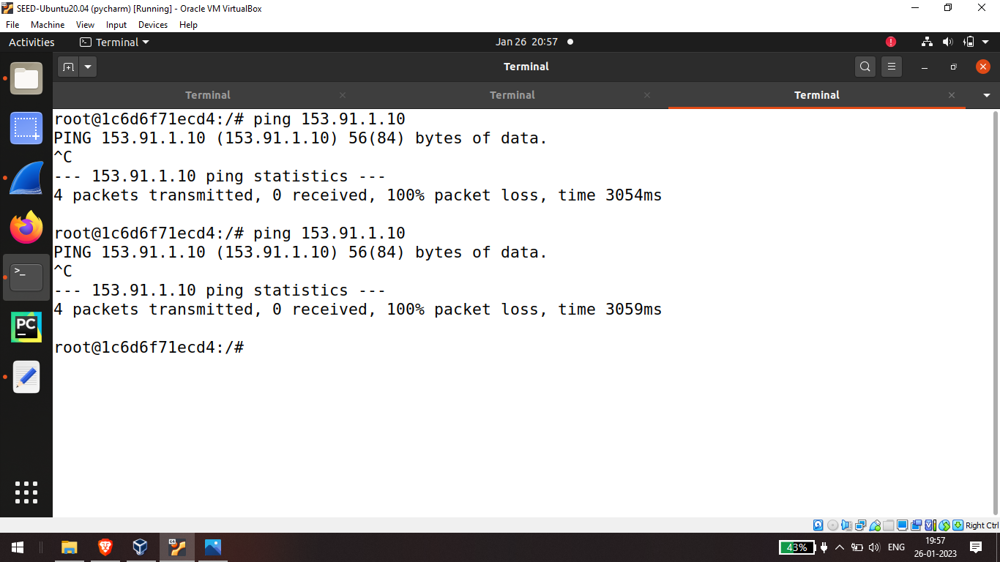 SEED-Ubuntu20.04 (pycharm) [Running] - Oracle VM VirtualBox
File Machine View Input Devices Help
Activities Terminal Jan 26 20:57
Terminal
Terminal Terminal Terminal
root@1c6d6f71ecd4:/# ping 153.91.1.10
PING 153.91.1.10 (153.91.1.10) 56(84) bytes of data.
^C
--- 153.91.1.10 ping statistics ---
4 packets transmitted, 0 received, 100% packet loss, time 3054ms
root@1c6d6f71ecd4:/# ping 153.91.1.10
PING 153.91.1.10 (153.91.1.10) 56(84) bytes of data.
^C
--- 153.91.1.10 ping statistics ---
4 packets transmitted, 0 received, 100% packet loss, time 3059ms
root@1c6d6f71ecd4:/#
PC
Right Ctrl
43% ENG 19:57
26-01-2023